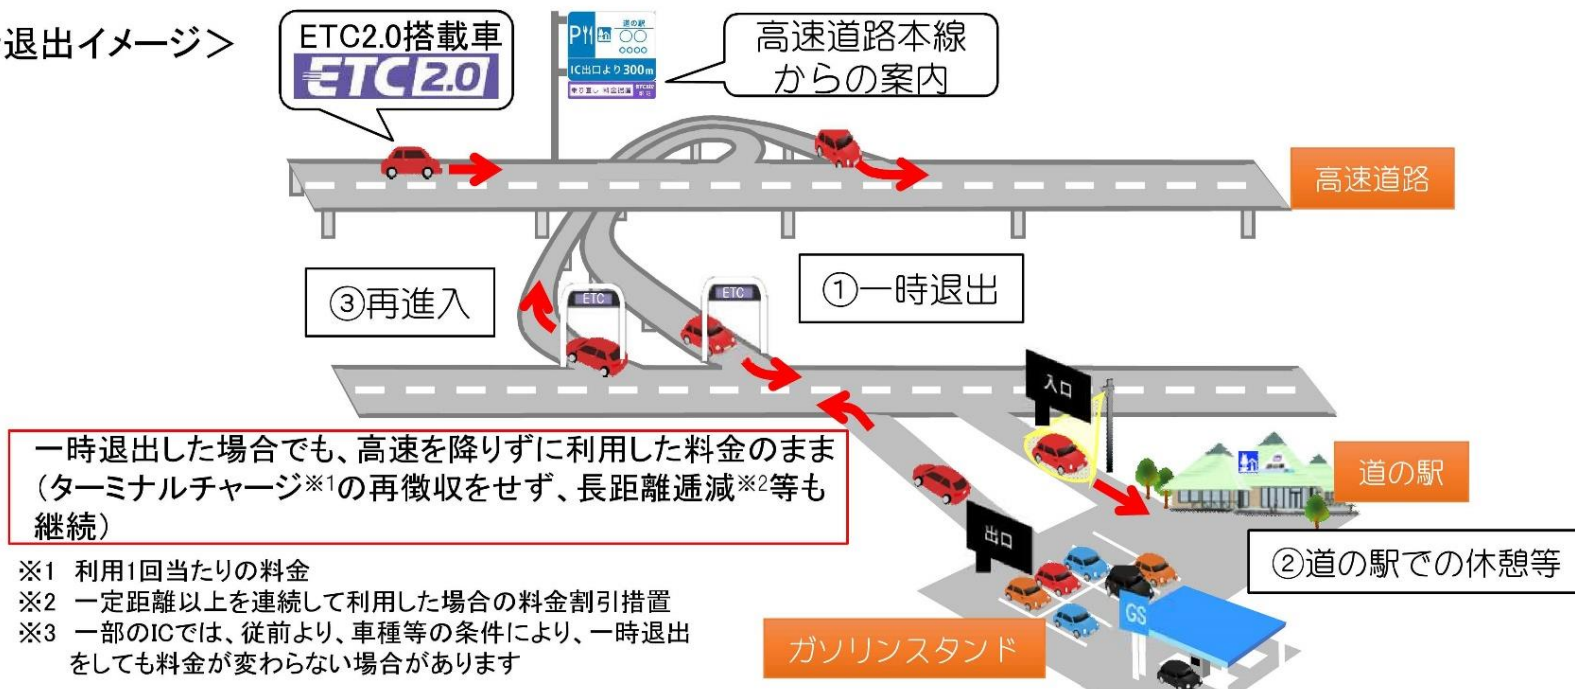 退出イメージ＞
ETC2.0搭載車
ETC 2.0
P
道の駅
○○
○○○○
IC出口より300m
高速道路本線
からの案内
高速道路
③再進入
ETC
ETC
①一時退出
入口
一時退出した場合でも、高速を降りずに利用した料金のまま
（ターミナルチャージ※1の再徴収をせず、長距離逓減※2等も
継続）
道の駅
出口
②道の駅での休憩等
※1 利用1回当たりの料金
※2 一定距離以上を連続して利用した場合の料金割引措置
※3 一部のICでは、従前より、車種等の条件により、一時退出
をしても料金が変わらない場合があります
GS
ガソリンスタンド